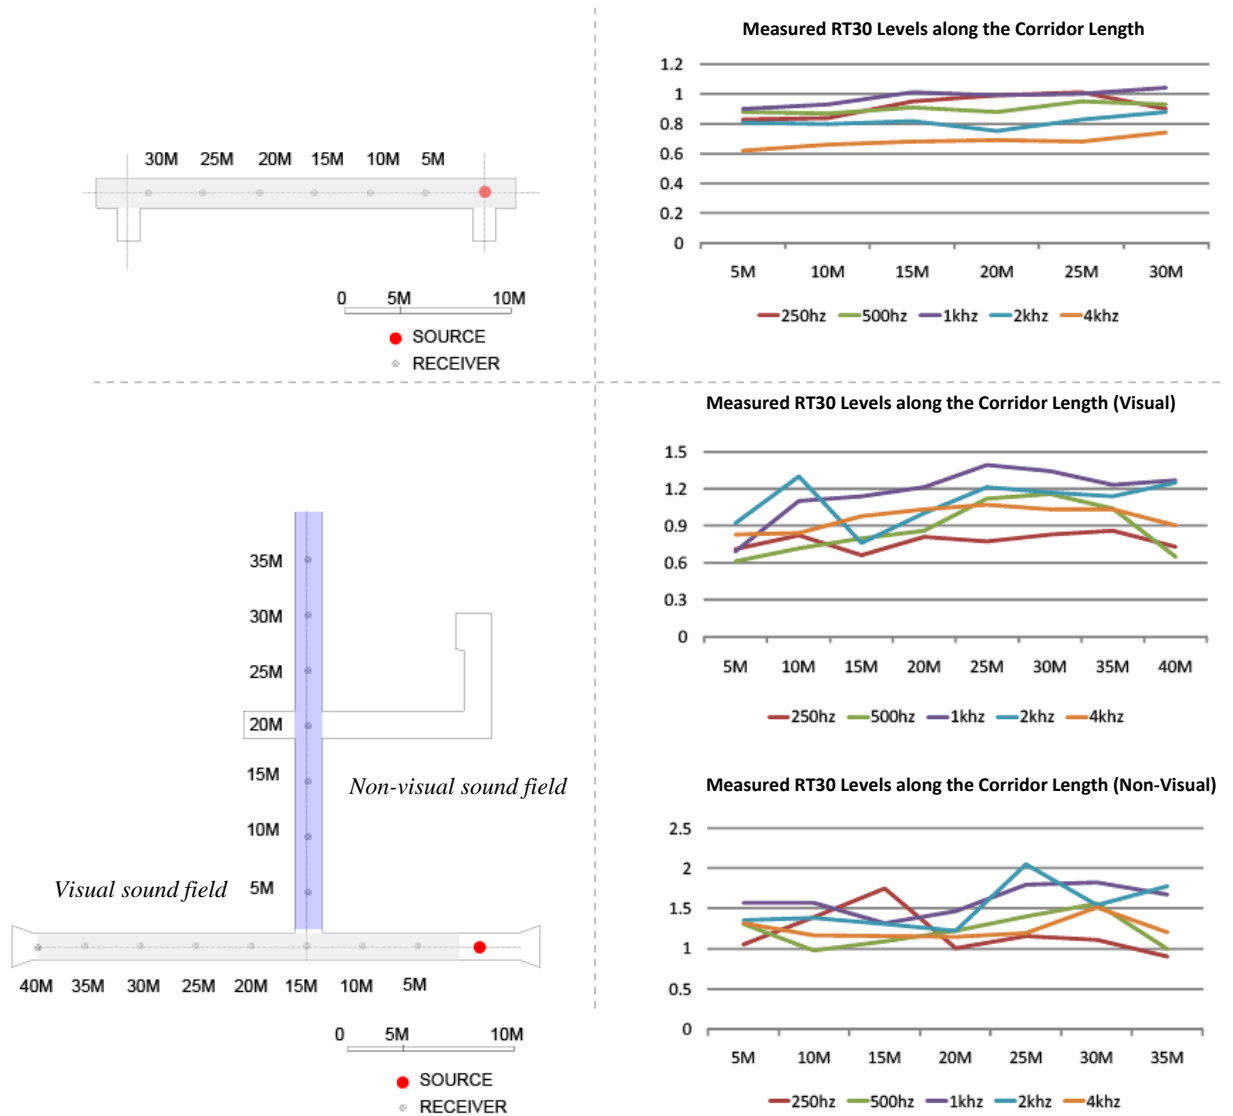 Measured RT30 Levels along the Corridor Length
30M 25M 20M 15M 10M 5M
0 5M 10M
SOURCE
RECEIVER
1.2
1
0.8
0.6
0.4
0.2
0
5M 10M 15M 20M 25M 30M
250hz 500hz 1khz 2khz 4khz
35M
30M
25M
20M
15M
10M
5M
Non-visual sound field
Visual sound field
40M 35M 30M 25M 20M 15M 10M 5M
0 5M 10M
SOURCE
RECEIVER
Measured RT30 Levels along the Corridor Length (Visual)
1.5
1.2
0.9
0.6
0.3
0
5M 10M 15M 20M 25M 30M 35M 40M
250hz 500hz 1khz 2khz 4khz
Measured RT30 Levels along the Corridor Length (Non-Visual)
2.5
2
1.5
1
0.5
0
5M 10M 15M 20M 25M 30M 35M
250hz 500hz 1khz 2khz 4khz